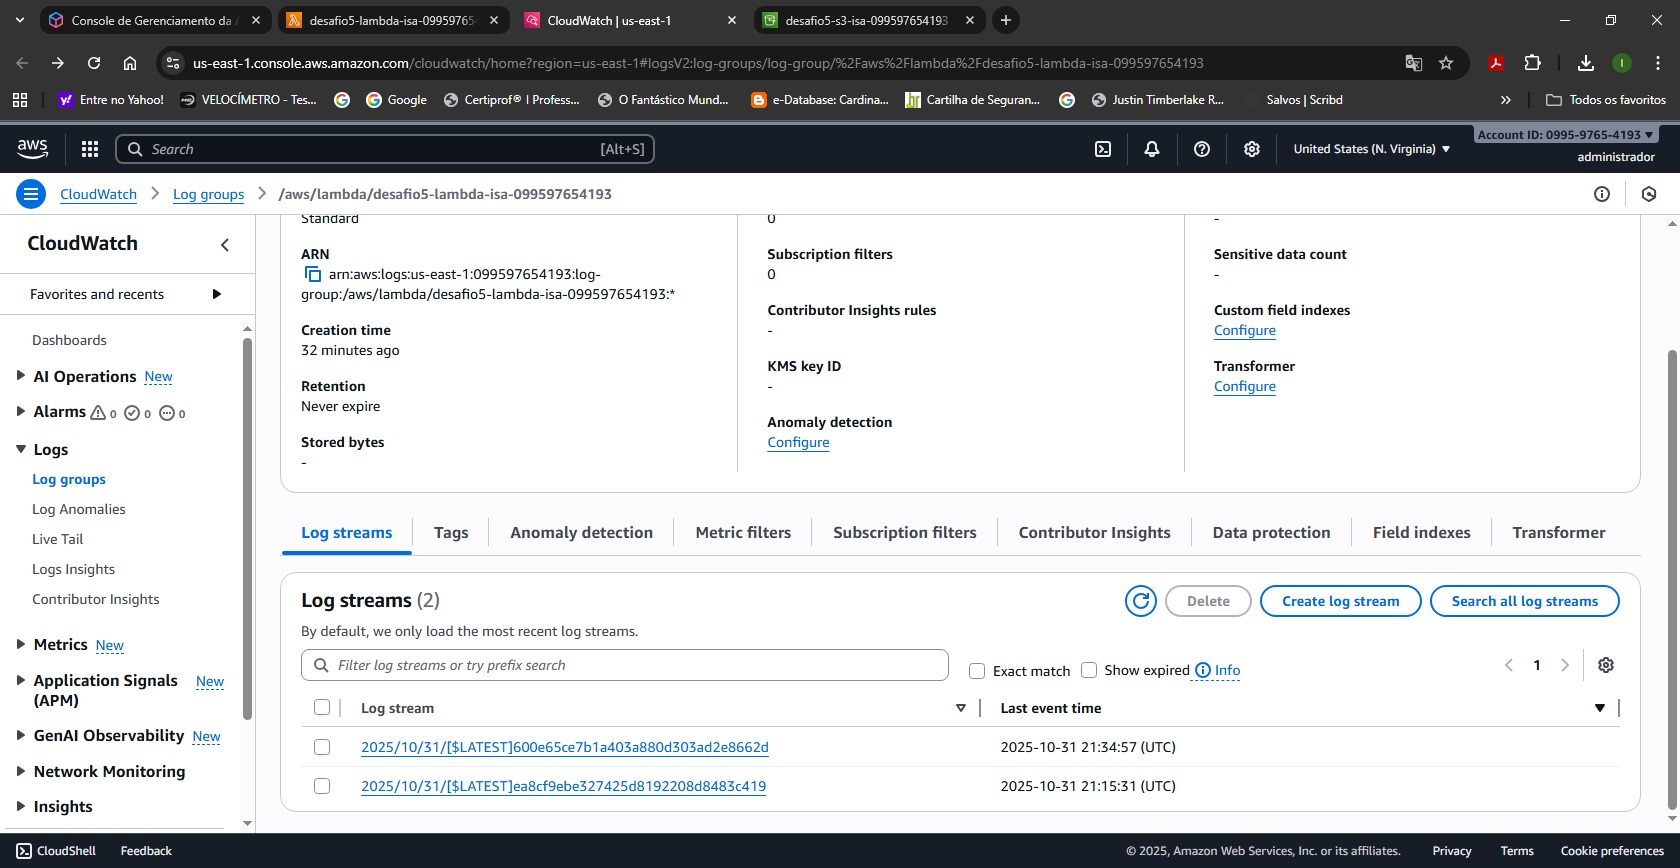 Console de Gerenciamento da A
desafio5-lambda-isa-099597654
CloudWatch | us-east-1
desafio5-s3-isa-099597654193
us-east-1.console.aws.amazon.com/cloudwatch/home?region=us-east-1#logsV2:log-groups/log-group/%2Faws%2Flambda%2Fdesafio5-lambda-isa-099597654193
Entre no Yahoo!
VELOCÍMETRO - Tes...
Google
Certiprof® I Profess...
O Fantástico Mund...
e-Database: Cardina...
Cartilha de Seguran...
Justin Timberlake R...
Salvos | Scribd
Todos os favoritos
aws
Search
[Alt+S]
United States (N. Virginia)
Account ID: 0995-9765-4193
administrador
CloudWatch
Log groups
/aws/lambda/desafio5-lambda-isa-099597654193
CloudWatch
Favorites and recents
Dashboards
AI Operations New
Alarms 0 0 0
Logs
Log groups
Log Anomalies
Live Tail
Logs Insights
Contributor Insights
Metrics New
Application Signals (APM) New
GenAI Observability New
Network Monitoring
Insights
Standard
ARN
arn:aws:logs:us-east-1:099597654193:log-
group:/aws/lambda/desafio5-lambda-isa-099597654193:*
Creation time
32 minutes ago
Retention
Never expire
Stored bytes
-
0
Subscription filters
0
Contributor Insights rules
-
KMS key ID
-
Anomaly detection
Configure
-
Sensitive data count
-
Custom field indexes
Configure
Transformer
Configure
Log streams
Tags
Anomaly detection
Metric filters
Subscription filters
Contributor Insights
Data protection
Field indexes
Transformer
Log streams (2)
Delete
Create log stream
Search all log streams
By default, we only load the most recent log streams.
Filter log streams or try prefix search
Exact match
Show expired
Info
1
Log stream
Last event time
2025/10/31/[$LATEST]600e65ce7b1a403a880d303ad2e8662d
2025-10-31 21:34:57 (UTC)
2025/10/31/[$LATEST]ea8cf9ebe327425d8192208d8483c419
2025-10-31 21:15:31 (UTC)
CloudShell
Feedback
© 2025, Amazon Web Services, Inc. or its affiliates.
Privacy
Terms
Cookie preferences